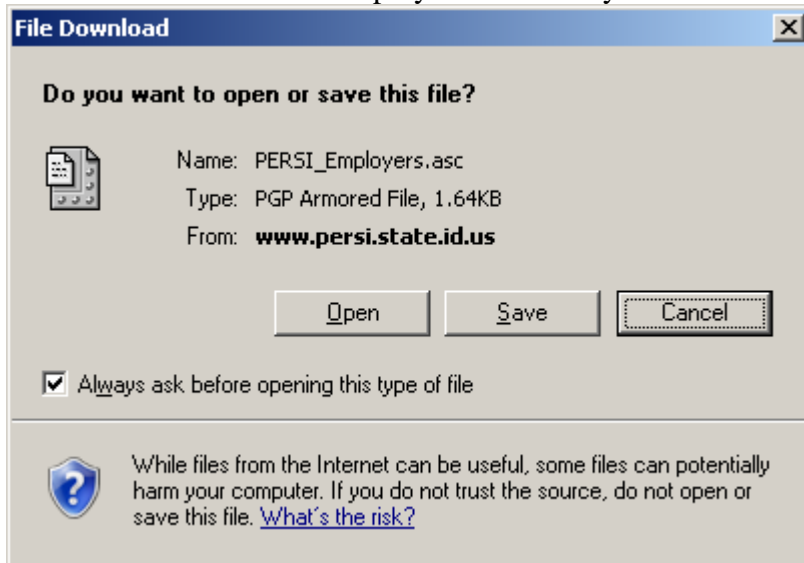 File Download
Do you want to open or save this file?
Name: PERSI_Employers.asc
Type: PGP Armored File, 1.64KB
From: www.persi.state.id.us
Open Save Cancel
Always ask before opening this type of file
While files from the Internet can be useful, some files can potentially
harm your computer. If you do not trust the source, do not open or
save this file. What's the risk?